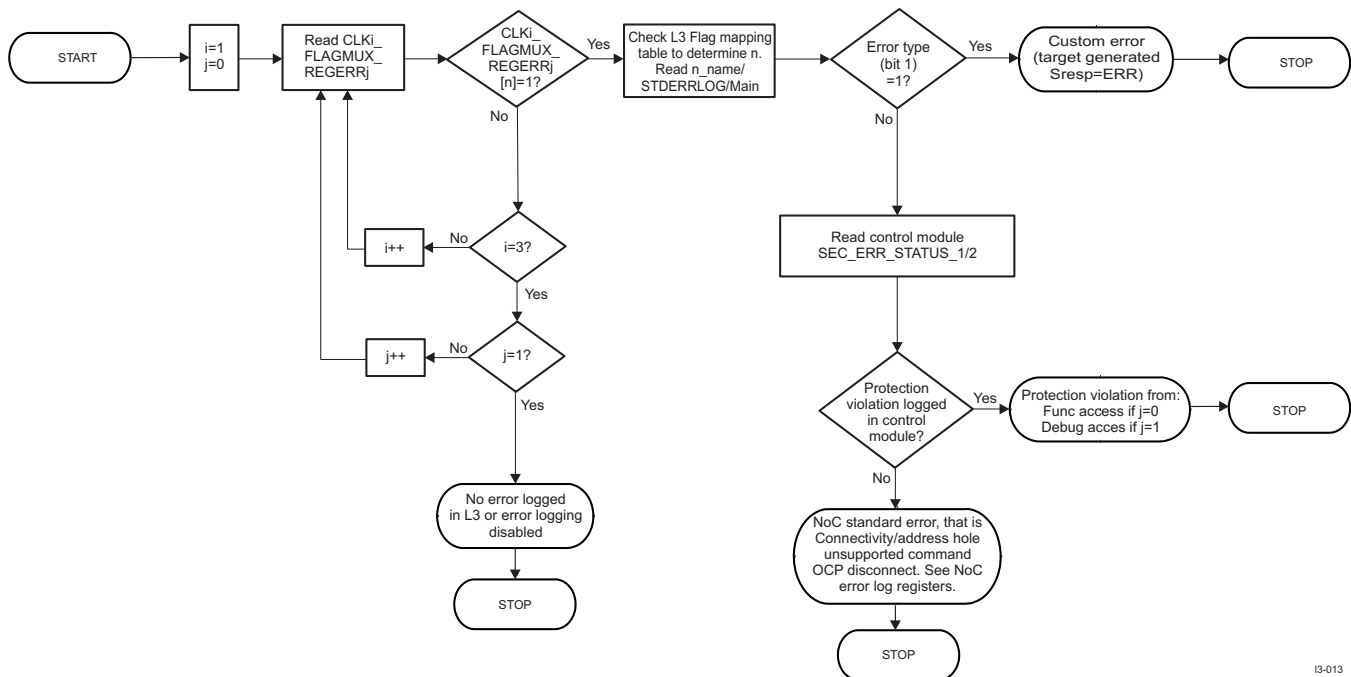 START
i=1
j=0
Read CLKi_
FLAGMUX_
REGERRj
CLKi_
FLAGMUX_
REGERRj
[n]=1?
Yes
No
Check L3 Flag mapping
table to determine n.
Read n_name/
STDERRLOG/Main
Error type
(bit 1)
=1?
Yes
No
Custom error
(target generated
Sresp=ERR)
STOP
i=3?
No
i++
Yes
j=1?
No
j++
Yes
No error logged
in L3 or error logging
disabled
STOP
Read control module
SEC_ERR_STATUS_1/2
Protection
violation logged
in control
module?
Yes
Protection violation from:
Func access if j=0
Debug acces if j=1
STOP
No
NoC standard error, that is
Connectivity/address hole
unsupported command
OCP disconnect. See NoC
error log registers.
STOP
l3-013